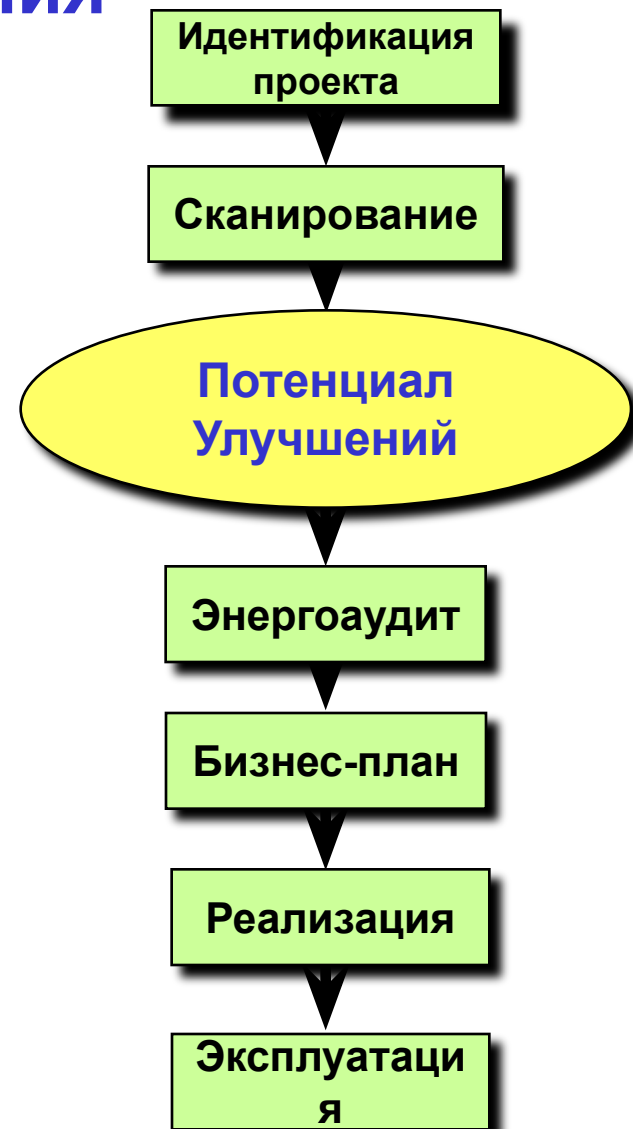 Идентификация
проекта
Сканирование
Потенциал
Улучшений
Энергоаудит
Бизнес-план
Реализация
Эксплуатаци
я